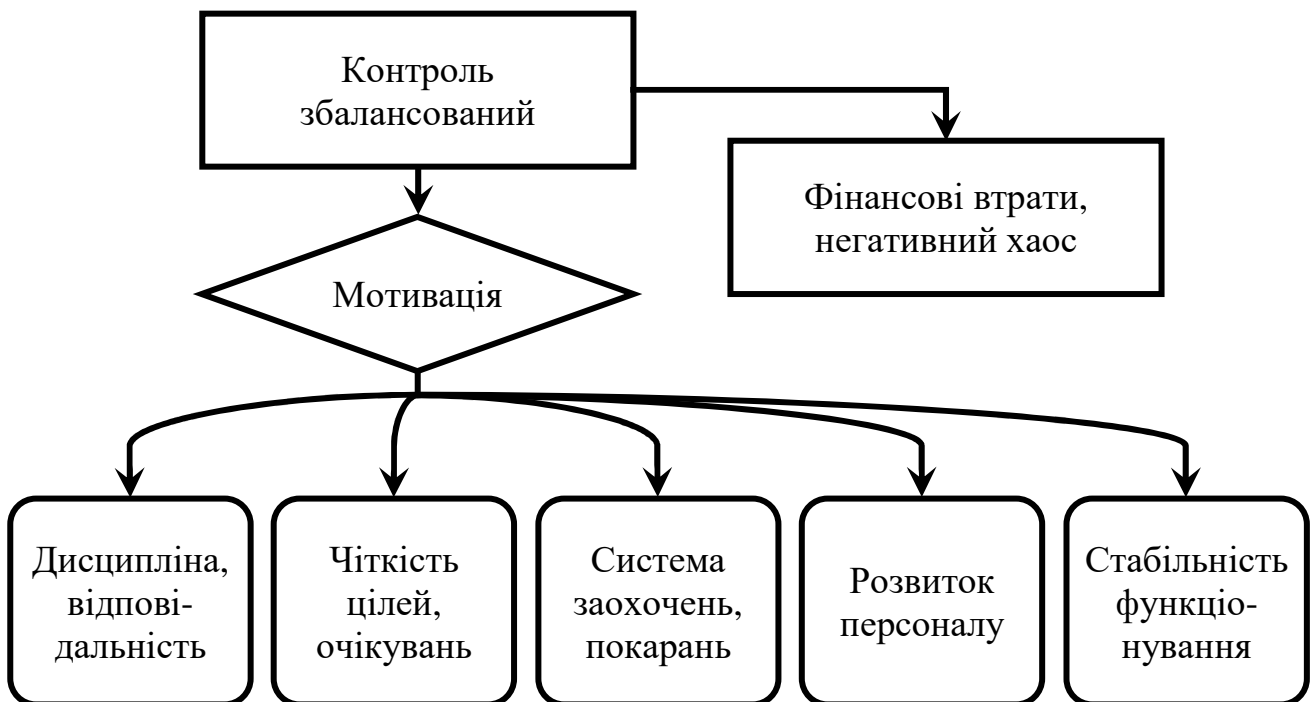 Контроль
збалансований
Фінансові втрати,
негативний хаос
Мотивація
Дисципліна,
відпові-
дальність
Чіткість
цілей,
очікувань
Система
заохочень,
покарань
Розвиток
персоналу
Стабільність
функціо-
нування